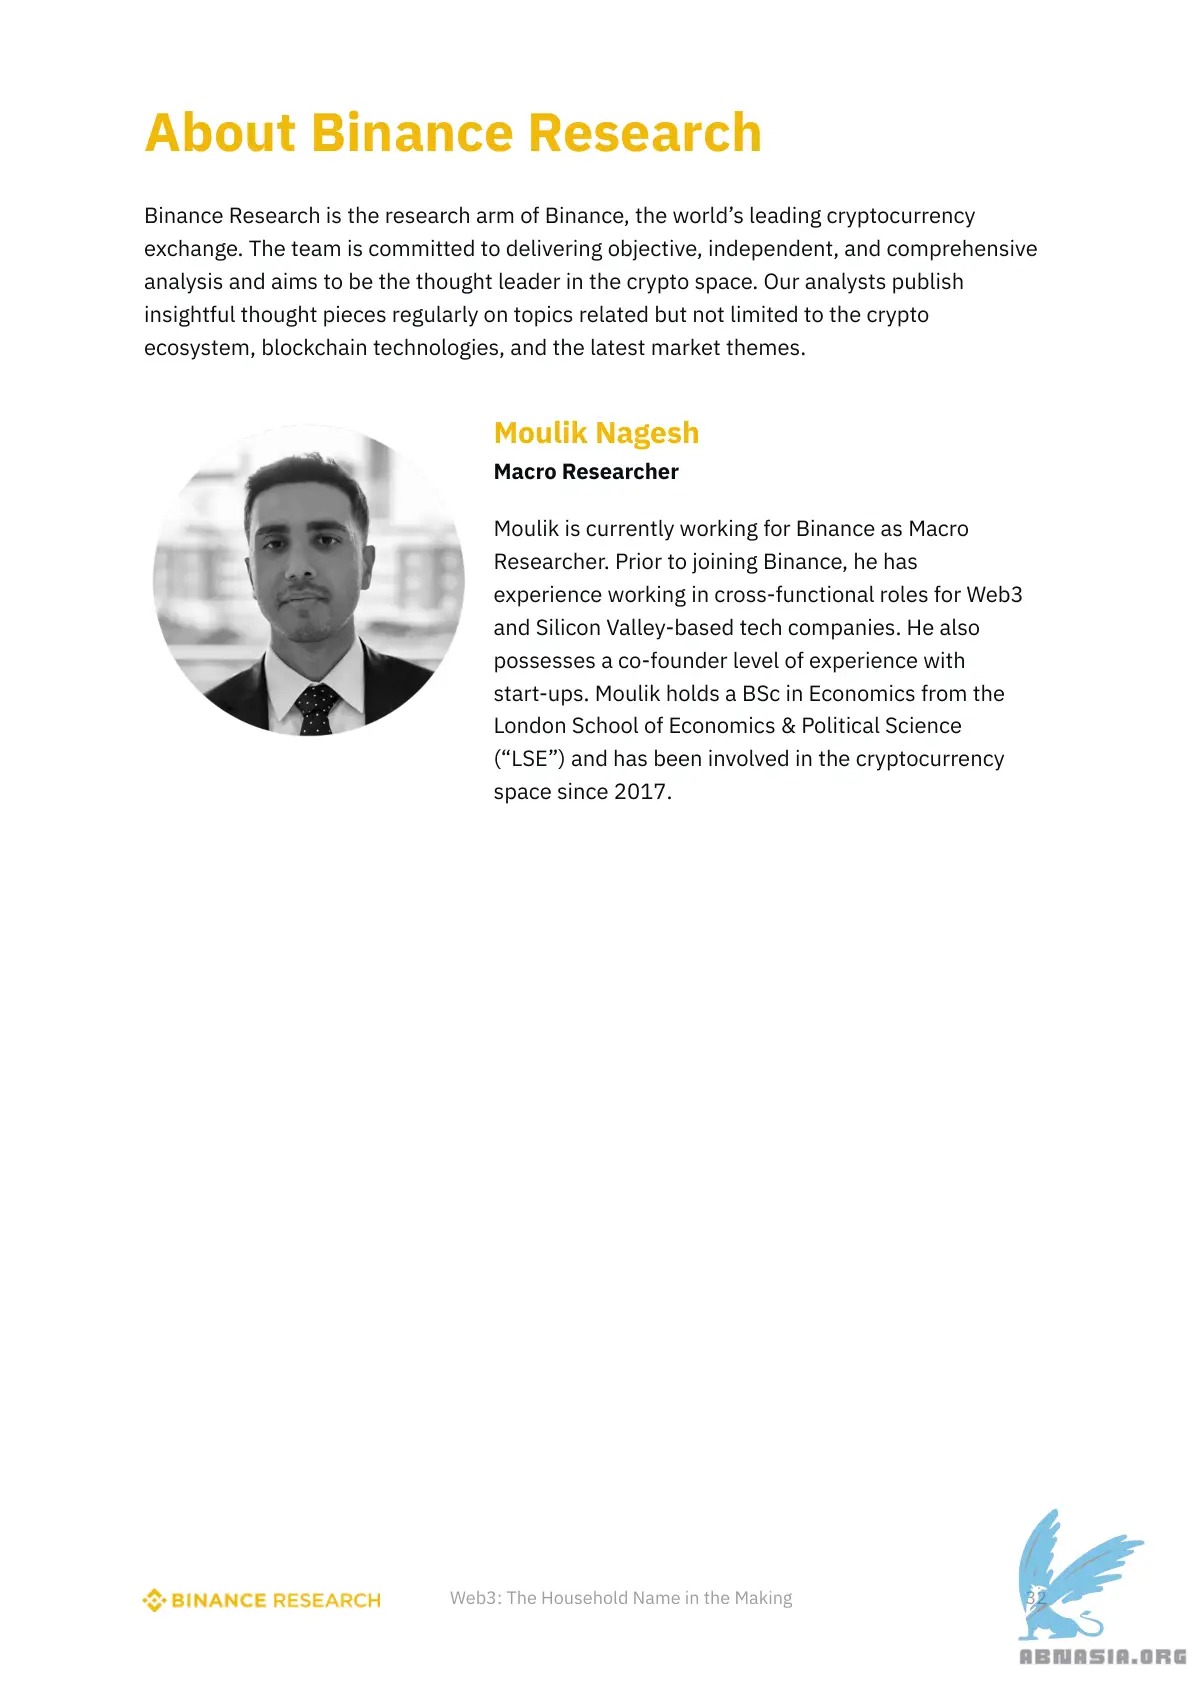 About Binance Research
Binance Research is the research arm of Binance, the world’s leading cryptocurrency
exchange. The team is committed to delivering objective, independent, and comprehensive
analysis and aims to be the thought leader in the crypto space. Our analysts publish
insightful thought pieces regularly on topics related but not limited to the crypto
ecosystem, blockchain technologies, and the latest market themes.
Moulik Nagesh
Macro Researcher
Moulik is currently working for Binance as Macro
Researcher. Prior to joining Binance, he has
experience working in cross-functional roles for Web3
and Silicon Valley-based tech companies. He also
possesses a co-founder level of experience with
start-ups. Moulik holds a BSc in Economics from the
London School of Economics & Political Science
(“LSE”) and has been involved in the cryptocurrency
space since 2017.
BINANCE RESEARCH
Web3: The Household Name in the Making
32
ABNASIA.ORG